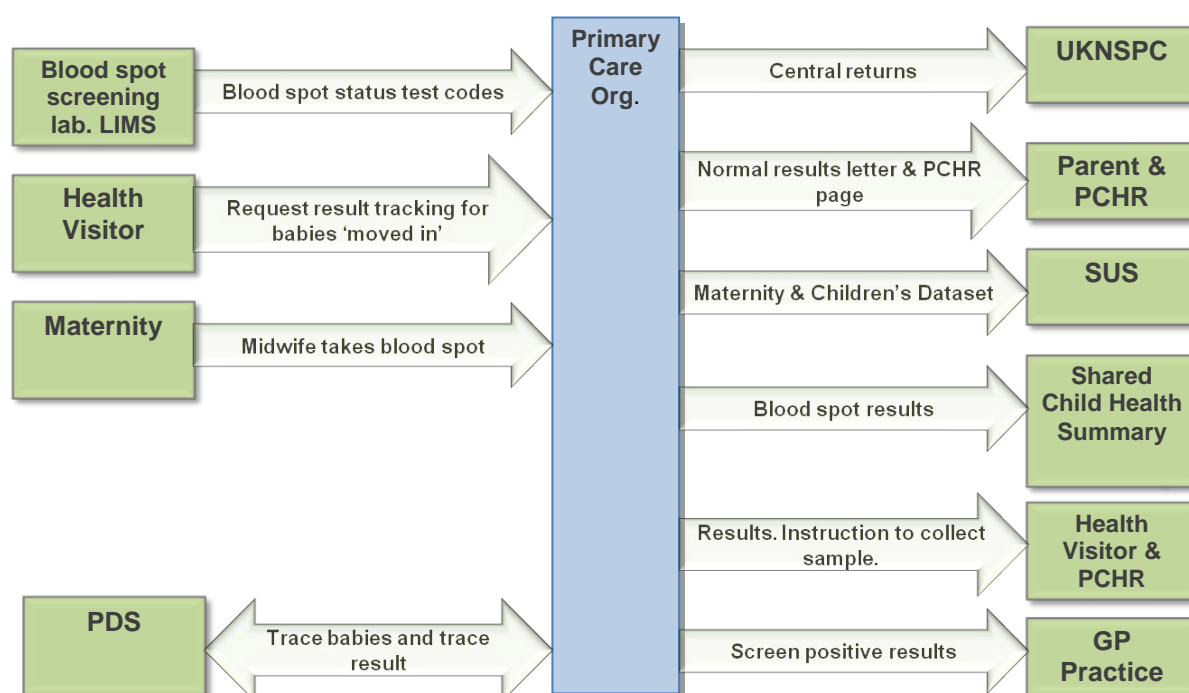 Blood spot
screening
lab. LIMS
Blood spot status test codes
Health
Visitor
Request result tracking for
babies ‘moved in’
Maternity
Midwife takes blood spot
PDS
Trace babies and trace
result
Primary
Care
Org.
Central returns
UKNSPC
Normal results letter & PCHR
page
Parent &
PCHR
Maternity & Children’s Dataset
SUS
Blood spot results
Shared
Child Health
Summary
Results. Instruction to collect
sample.
Health
Visitor &
PCHR
Screen positive results
GP
Practice